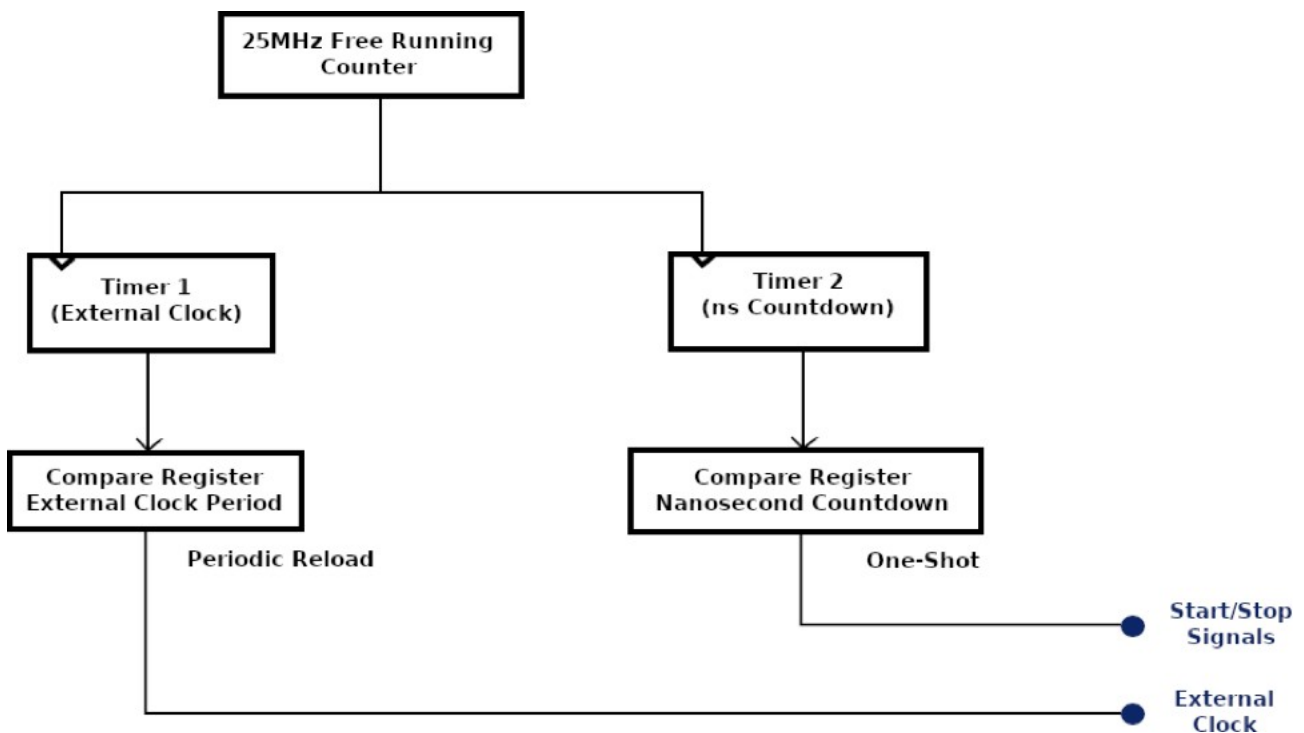 25MHz Free Running
Counter
Timer 1
(External Clock)
Timer 2
(ns Countdown)
Compare Register
External Clock Period
Compare Register
Nanosecond Countdown
Periodic Reload
One-Shot
Start/Stop
Signals
External
Clock